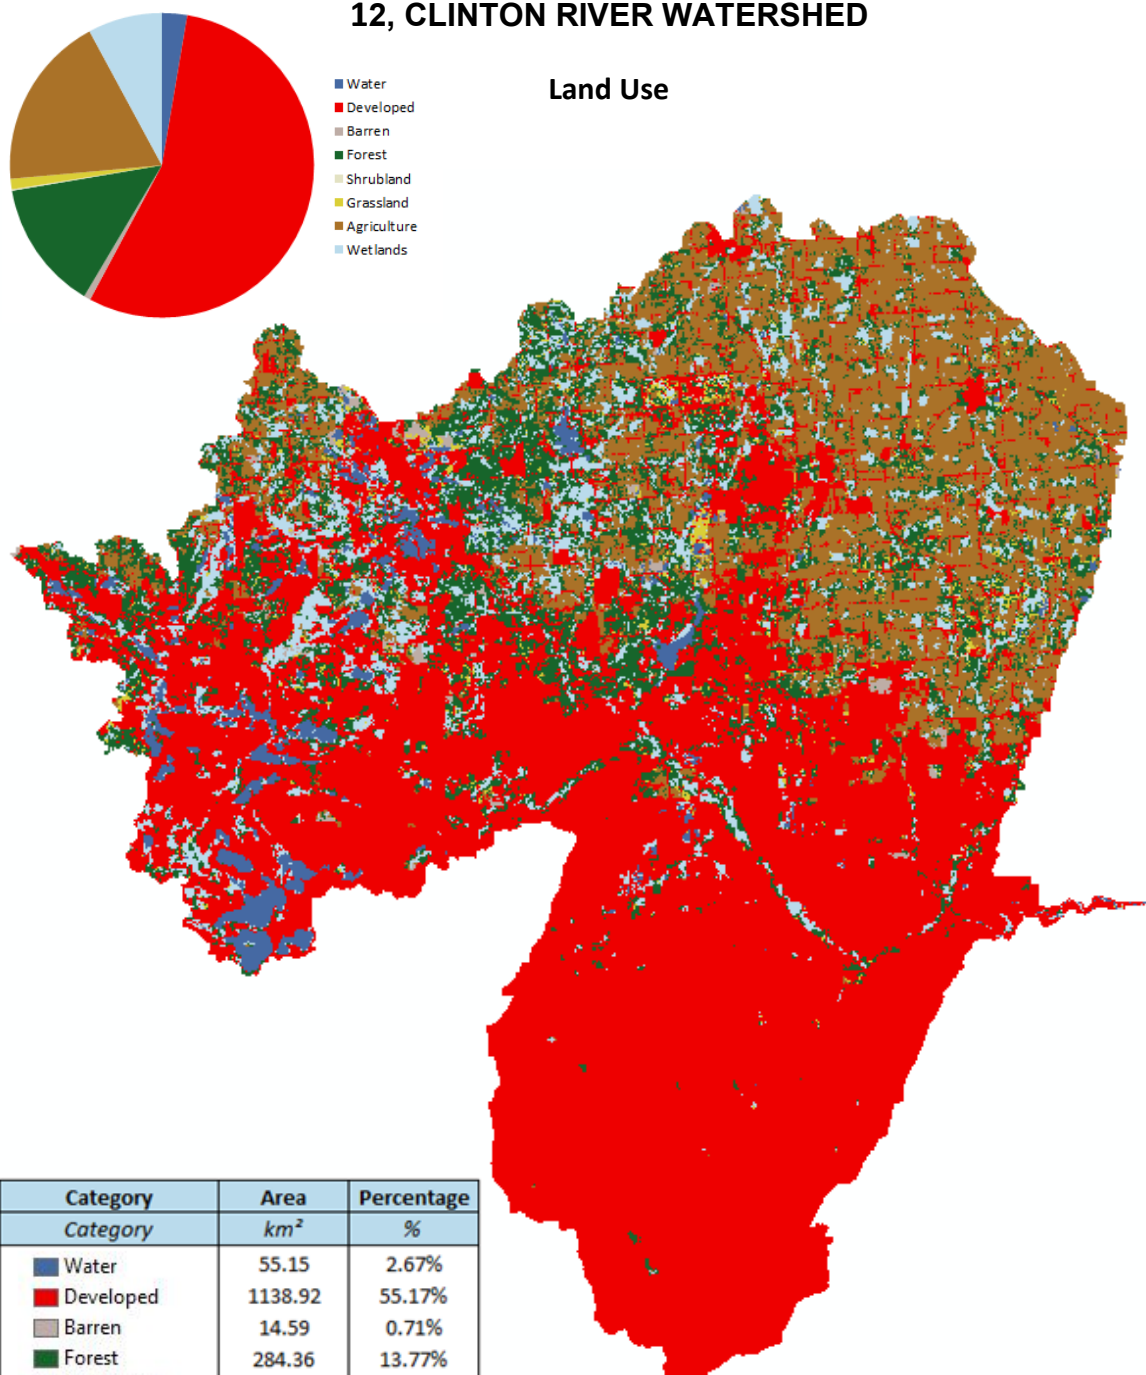 12, CLINTON RIVER WATERSHED
Land Use
Water
Developed
Barren
Forest
Shrubland
Grassland
Agriculture
Wetlands
Category Area Percentage
Category km² %
Water 55.15 2.67%
Developed 1138.92 55.17%
Barren 14.59 0.71%
Forest 284.36 13.77%